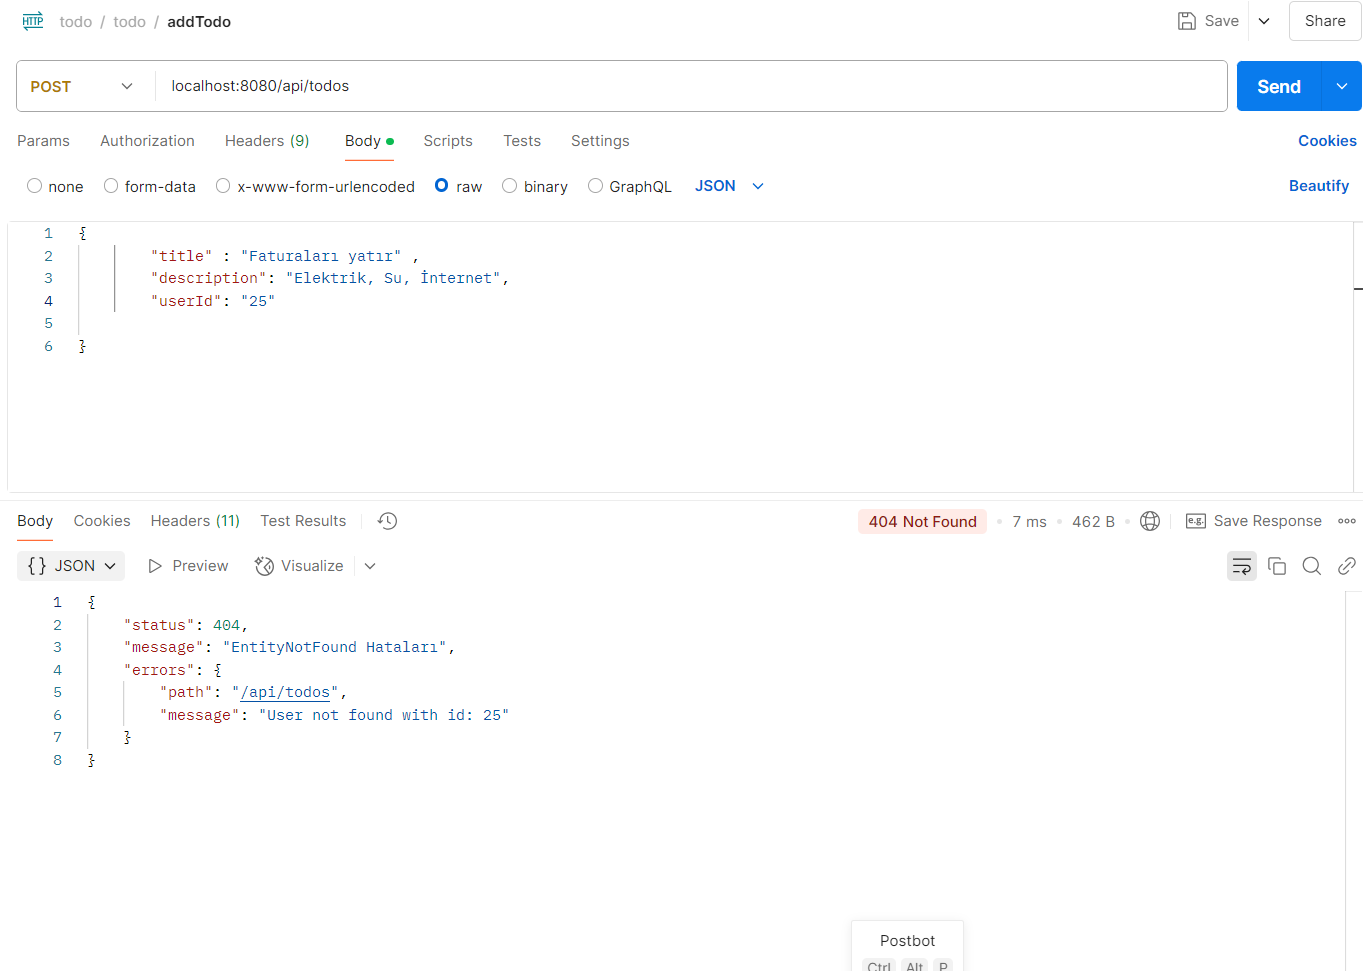 HTTP todo / todo / addTodo Save Share
POST localhost:8080/api/todos Send
Params Authorization Headers (9) Body Scripts Tests Settings Cookies
none form-data x-www-form-urlencoded raw binary GraphQL JSON Beautify
1 {
2 "title" : "Faturaları yatır" ,
3 "description": "Elektrik, Su, İnternet",
4 "userId": "25"
5
6 }
Body Cookies Headers (11) Test Results 404 Not Found 7 ms 462 B e.g. Save Response
{} JSON Preview Visualize
1 {
2 "status": 404,
3 "message": "EntityNotFound Hataları",
4 "errors": {
5 "path": "/api/todos",
6 "message": "User not found with id: 25"
7 }
8 }
Postbot
Ctrl Alt P